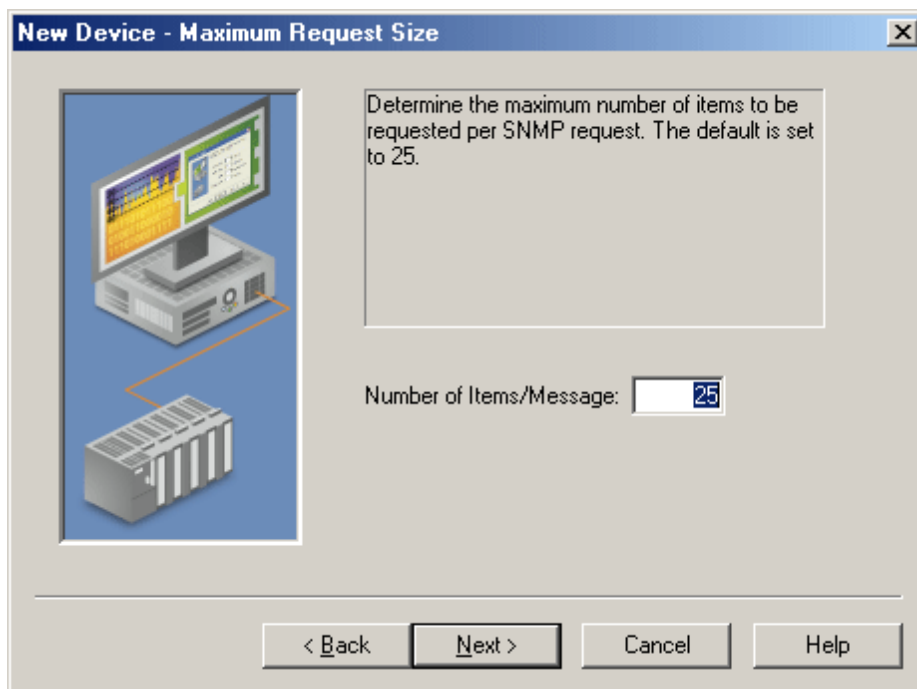 New Device - Maximum Request Size
Determine the maximum number of items to be
requested per SNMP request. The default is set
to 25.
Number of Items/Message: 25
< Back Next > Cancel Help